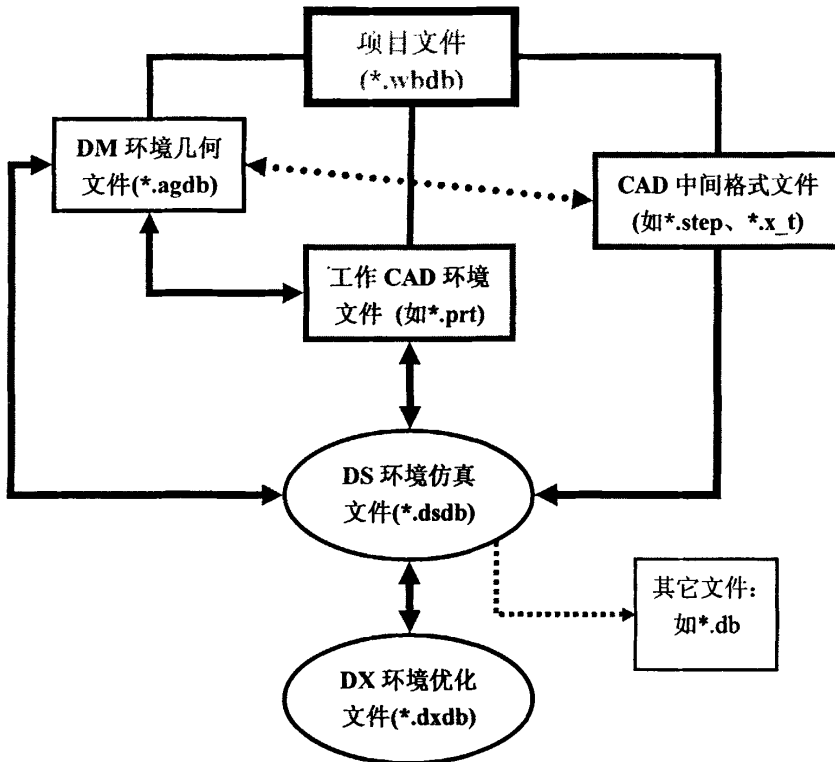 项目文件
(*.wbdb)
DM 环境几何
文件(*.agdb)
CAD 中间格式文件
(如*.step、*.x_t)
工作 CAD 环境
文件 (如*.prt)
DS 环境仿真
文件(*.dsdb)
其它文件：
如*.db
DX 环境优化
文件(*.dxdb)